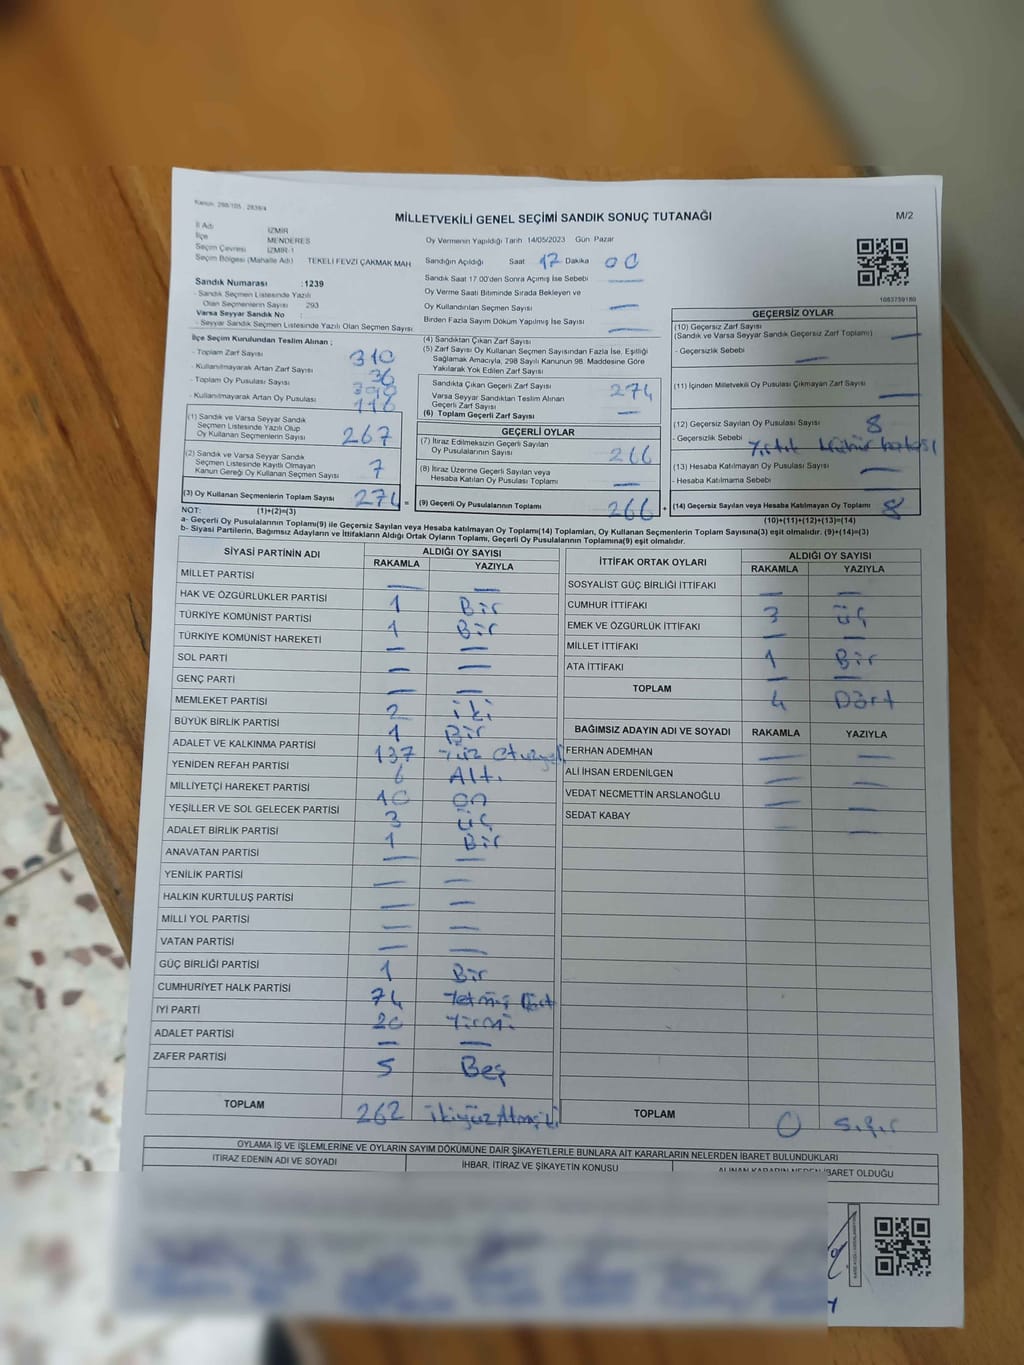 Kanun: 298/105 , 2839/4
MİLLETVEKİLİ GENEL SEÇİMİ SANDIK SONUÇ TUTANAĞI
M/2
İl Adı İZMİR
İlçe MENDERES
Seçim Çevresi İZMİR-1
Seçim Bölgesi (Mahalle Adı) TEKELİ FEVZİ ÇAKMAK MAH
Oy Vermenin Yapıldığı Tarih 14/05/2023 Gün Pazar
Sandığın Açıldığı Saat 17 Dakika 00
Sandık Saat 17.00'den Sonra Açılmış İse Sebebi —
Oy Verme Saati Bitiminde Sırada Bekleyen ve
Oy Kullandırılan Seçmen Sayısı —
Birden Fazla Sayım Döküm Yapılmış İse Sayısı —
Sandık Numarası :1239
- Sandık Seçmen Listesinde Yazılı
Olan Seçmenlerin Sayısı 293
Varsa Seyyar Sandık No :
- Seyyar Sandık Seçmen Listesinde Yazılı Olan Seçmen Sayısı
1083759180
İlçe Seçim Kurulundan Teslim Alınan ;
- Toplam Zarf Sayısı 310
- Kullanılmayarak Artan Zarf Sayısı 36
- Toplam Oy Pusulası Sayısı
- Kullanılmayarak Artan Oy Pusulası 116
(1) Sandık ve Varsa Seyyar Sandık
Seçmen Listesinde Yazılı Olup
Oy Kullanan Seçmenlerin Sayısı 267
(2) Sandık ve Varsa Seyyar Sandık
Seçmen Listesinde Kayıtlı Olmayan
Kanun Gereği Oy Kullanan Seçmen Sayısı 7
(3) Oy Kullanan Seçmenlerin Toplam Sayısı 274 =
(4) Sandıktan Çıkan Zarf Sayısı
(5) Zarf Sayısı Oy Kullanan Seçmen Sayısından Fazla İse, Eşitliği
Sağlamak Amacıyla, 298 Sayılı Kanunun 98. Maddesine Göre
Yakılarak Yok Edilen Zarf Sayısı
Sandıkta Çıkan Geçerli Zarf Sayısı 274
Varsa Seyyar Sandıktan Teslim Alınan
Geçerli Zarf Sayısı —
(6) Toplam Geçerli Zarf Sayısı
GEÇERLİ OYLAR
(7) İtiraz Edilmeksizin Geçerli Sayılan
Oy Pusulalarının Sayısı 266
(8) İtiraz Üzerine Geçerli Sayılan veya
Hesaba Katılan Oy Pusulası Toplamı —
(9) Geçerli Oy Pusulalarının Toplamı 266 +
GEÇERSİZ OYLAR
(10) Geçersiz Zarf Sayısı
(Sandık ve Varsa Seyyar Sandık Geçersiz Zarf Toplamı) —
- Geçersizlik Sebebi —
(11) İçinden Milletvekili Oy Pusulası Çıkmayan Zarf Sayısı —
(12) Geçersiz Sayılan Oy Pusulası Sayısı 8
- Geçersizlik Sebebi Yırtık Mühür hatası
(13) Hesaba Katılmayan Oy Pusulası Sayısı —
- Hesaba Katılmama Sebebi —
(14) Geçersiz Sayılan veya Hesaba Katılmayan Oy Toplamı 8
NOT: (1)+(2)=(3) (10)+(11)+(12)+(13)=(14)
a- Geçerli Oy Pusulalarının Toplamı(9) ile Geçersiz Sayılan veya Hesaba katılmayan Oy Toplamı(14) Toplamları, Oy Kullanan Seçmenlerin Toplam Sayısına(3) eşit olmalıdır. (9)+(14)=(3)
b- Siyasi Partilerin, Bağımsız Adayların ve İttifakların Aldığı Ortak Oyların Toplamı, Geçerli Oy Pusulalarının Toplamına(9) eşit olmalıdır.
SİYASİ PARTİNİN ADI ALDIĞI OY SAYISI
RAKAMLA YAZIYLA
MİLLET PARTİSİ — —
HAK VE ÖZGÜRLÜKLER PARTİSİ 1 Bir
TÜRKİYE KOMÜNİST PARTİSİ 1 Bir
TÜRKİYE KOMÜNİST HAREKETİ — —
SOL PARTİ — —
GENÇ PARTİ — —
MEMLEKET PARTİSİ 2 iki
BÜYÜK BİRLİK PARTİSİ 1 Bir
ADALET VE KALKINMA PARTİSİ 137
YENİDEN REFAH PARTİSİ 6 Altı
MİLLİYETÇİ HAREKET PARTİSİ 10 on
YEŞİLLER VE SOL GELECEK PARTİSİ 3 üç
ADALET BİRLİK PARTİSİ 1 Bir
ANAVATAN PARTİSİ — —
YENİLİK PARTİSİ — —
HALKIN KURTULUŞ PARTİSİ — —
MİLLİ YOL PARTİSİ — —
VATAN PARTİSİ — —
GÜÇ BİRLİĞİ PARTİSİ 1 Bir
CUMHURİYET HALK PARTİSİ 74 Yetmiş Dört
İYİ PARTİ 20 Yirmi
ADALET PARTİSİ — —
ZAFER PARTİSİ 5 Beş
TOPLAM 262 ikiyüzAtmışiki
İTTİFAK ORTAK OYLARI ALDIĞI OY SAYISI
RAKAMLA YAZIYLA
SOSYALİST GÜÇ BİRLİĞİ İTTİFAKI — —
CUMHUR İTTİFAKI 3 üç
EMEK VE ÖZGÜRLÜK İTTİFAKI — —
MİLLET İTTİFAKI 1 Bir
ATA İTTİFAKI — —
TOPLAM 4 Dört
BAĞIMSIZ ADAYIN ADI VE SOYADI RAKAMLA YAZIYLA
FERHAN ADEMHAN — —
ALİ İHSAN ERDENİLGEN — —
VEDAT NECMETTİN ARSLANOĞLU — —
SEDAT KABAY — —
TOPLAM 0 Sıfır
OYLAMA İŞ VE İŞLEMLERİNE VE OYLARIN SAYIM DÖKÜMÜNE DAİR ŞİKAYETLERLE BUNLARA AİT KARARLARIN NELERDEN İBARET BULUNDUKLARI
İTİRAZ EDENİN ADI VE SOYADI İHBAR, İTİRAZ VE ŞİKAYETİN KONUSU ALINAN KARARIN NEDEN İBARET OLDUĞU